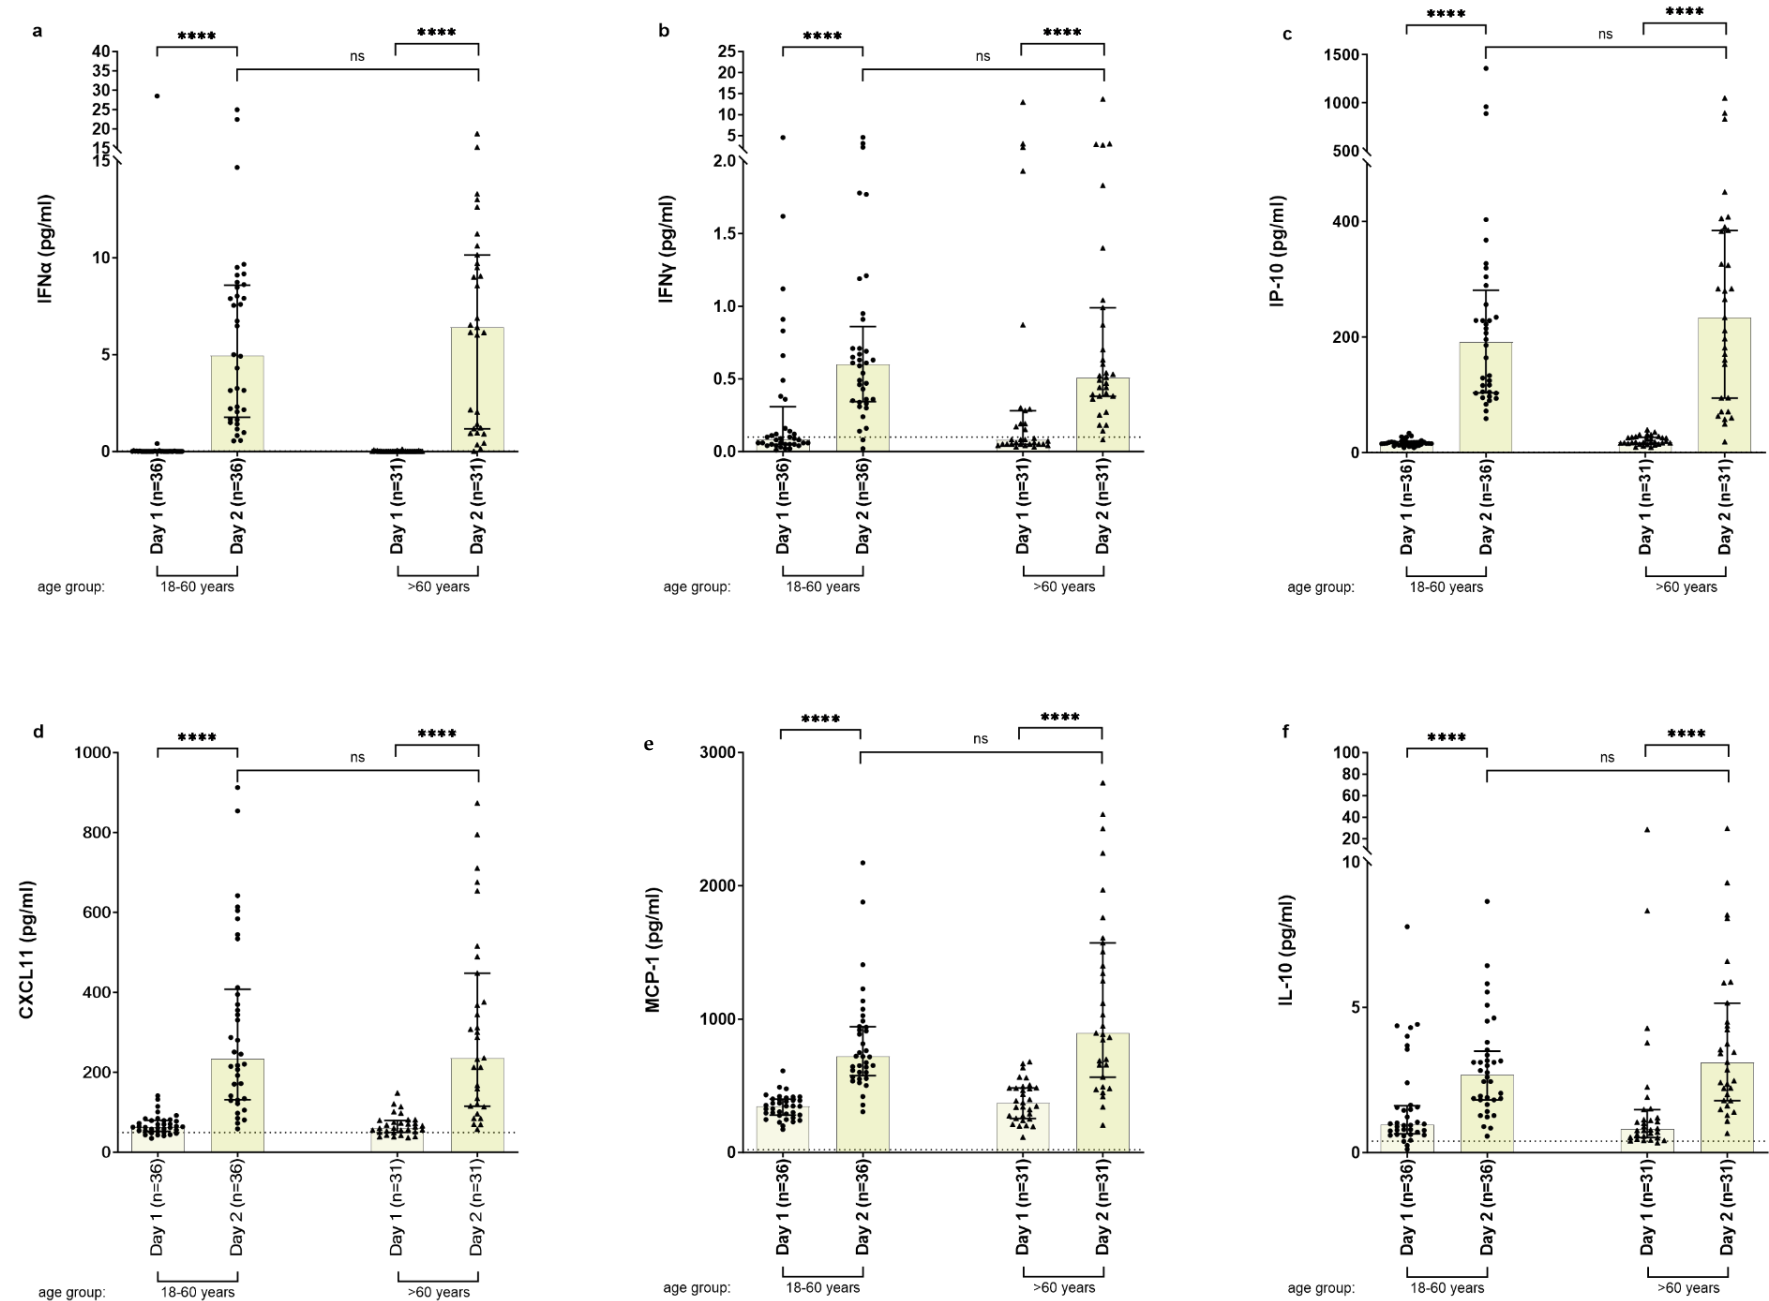 a
****
****
ns
40
35
30
25
20
15
15
10
5
0
IFNα (pg/ml)
Day 1 (n=36)
Day 2 (n=36)
Day 1 (n=31)
Day 2 (n=31)
age group:
18-60 years
>60 years
b
****
****
ns
25
20
15
10
5
2.0
1.5
1.0
0.5
0.0
IFNγ (pg/ml)
Day 1 (n=36)
Day 2 (n=36)
Day 1 (n=31)
Day 2 (n=31)
age group:
18-60 years
>60 years
c
****
****
ns
1500
1000
500
400
200
0
IP-10 (pg/ml)
Day 1 (n=36)
Day 2 (n=36)
Day 1 (n=31)
Day 2 (n=31)
age group:
18-60 years
>60 years
d
****
****
ns
1000
800
600
400
200
0
CXCL11 (pg/ml)
Day 1 (n=36)
Day 2 (n=36)
Day 1 (n=31)
Day 2 (n=31)
age group:
18-60 years
>60 years
e
****
****
ns
3000
2000
1000
0
MCP-1 (pg/ml)
Day 1 (n=36)
Day 2 (n=36)
Day 1 (n=31)
Day 2 (n=31)
age group:
18-60 years
>60 years
f
****
****
ns
100
80
60
40
20
10
5
0
IL-10 (pg/ml)
Day 1 (n=36)
Day 2 (n=36)
Day 1 (n=31)
Day 2 (n=31)
age group:
18-60 years
>60 years